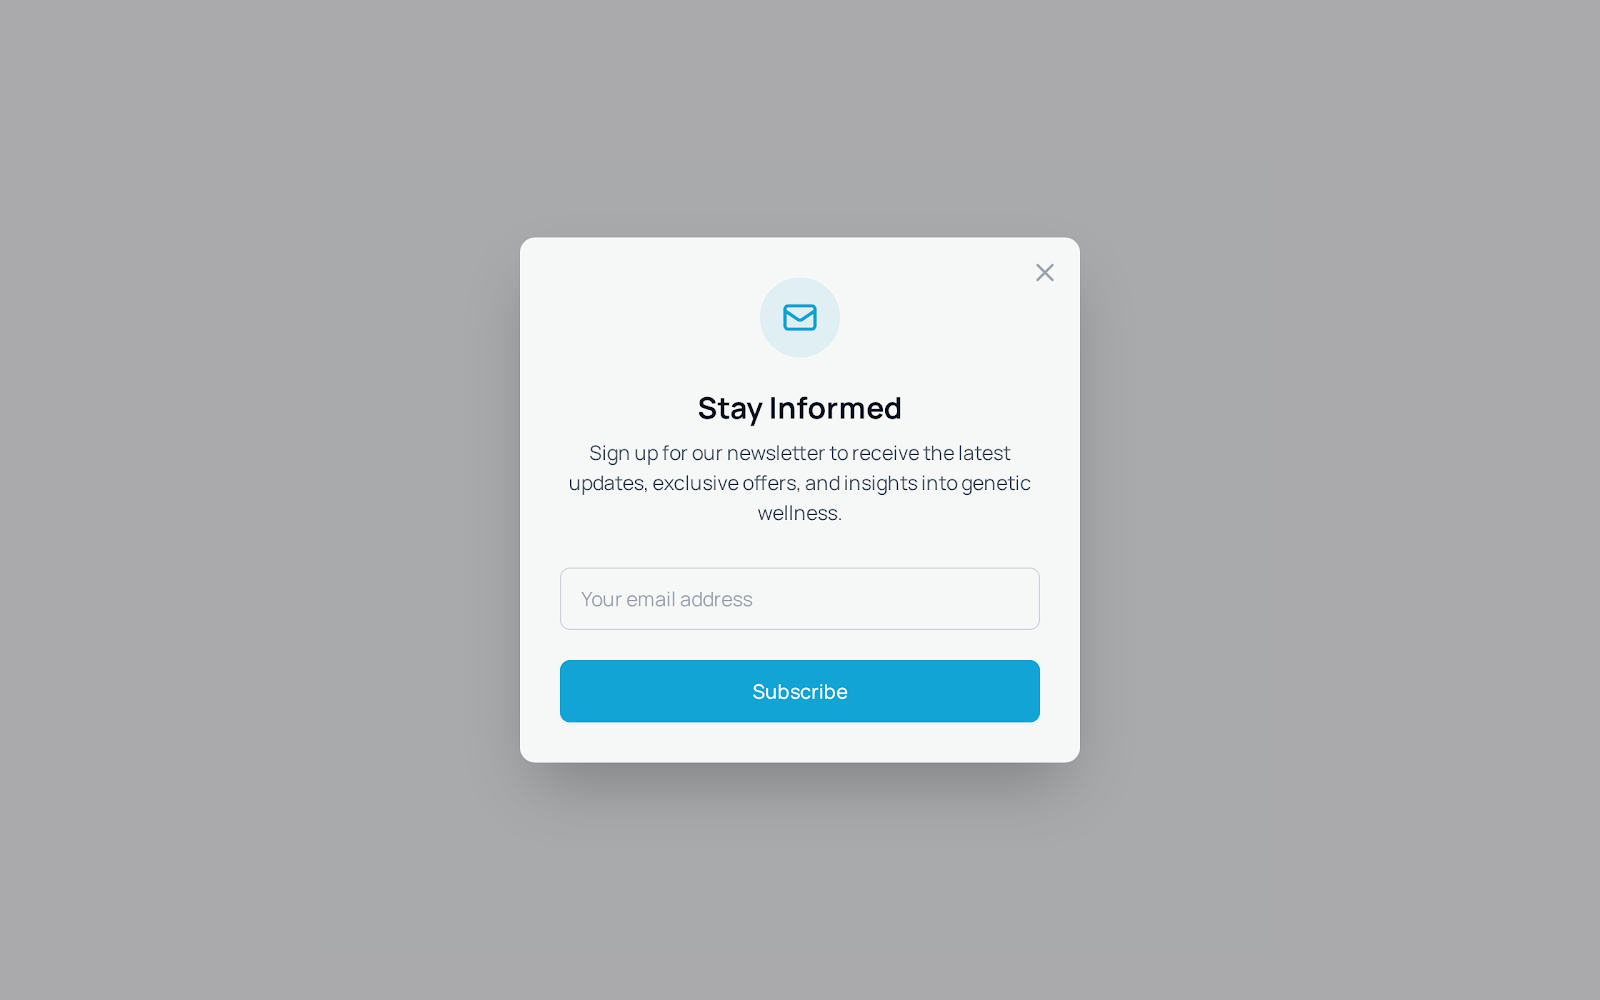 Stay Informed
Sign up for our newsletter to receive the latest
updates, exclusive offers, and insights into genetic
wellness.
Your email address
Subscribe